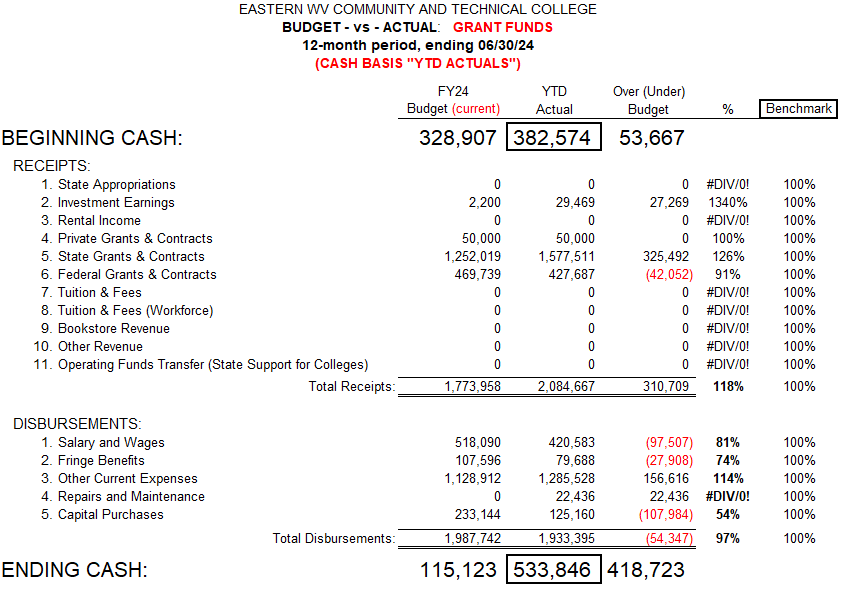 EASTERN WV COMMUNITY AND TECHNICAL COLLEGE
BUDGET - vs - ACTUAL: GRANT FUNDS
12-month period, ending 06/30/24
(CASH BASIS "YTD ACTUALS")
FY24 YTD Over (Under)
Budget (current) Actual Budget % Benchmark
BEGINNING CASH: 328,907 382,574 53,667
RECEIPTS:
1. State Appropriations 0 0 0 #DIV/0! 100%
2. Investment Earnings 2,200 29,469 27,269 1340% 100%
3. Rental Income 0 0 0 #DIV/0! 100%
4. Private Grants & Contracts 50,000 50,000 0 100% 100%
5. State Grants & Contracts 1,252,019 1,577,511 325,492 126% 100%
6. Federal Grants & Contracts 469,739 427,687 (42,052) 91% 100%
7. Tuition & Fees 0 0 0 #DIV/0! 100%
8. Tuition & Fees (Workforce) 0 0 0 #DIV/0! 100%
9. Bookstore Revenue 0 0 0 #DIV/0! 100%
10. Other Revenue 0 0 0 #DIV/0! 100%
11. Operating Funds Transfer (State Support for Colleges) 0 0 0 #DIV/0! 100%
Total Receipts: 1,773,958 2,084,667 310,709 118% 100%
DISBURSEMENTS:
1. Salary and Wages 518,090 420,583 (97,507) 81% 100%
2. Fringe Benefits 107,596 79,688 (27,908) 74% 100%
3. Other Current Expenses 1,128,912 1,285,528 156,616 114% 100%
4. Repairs and Maintenance 0 22,436 22,436 #DIV/0! 100%
5. Capital Purchases 233,144 125,160 (107,984) 54% 100%
Total Disbursements: 1,987,742 1,933,395 (54,347) 97% 100%
ENDING CASH: 115,123 533,846 418,723